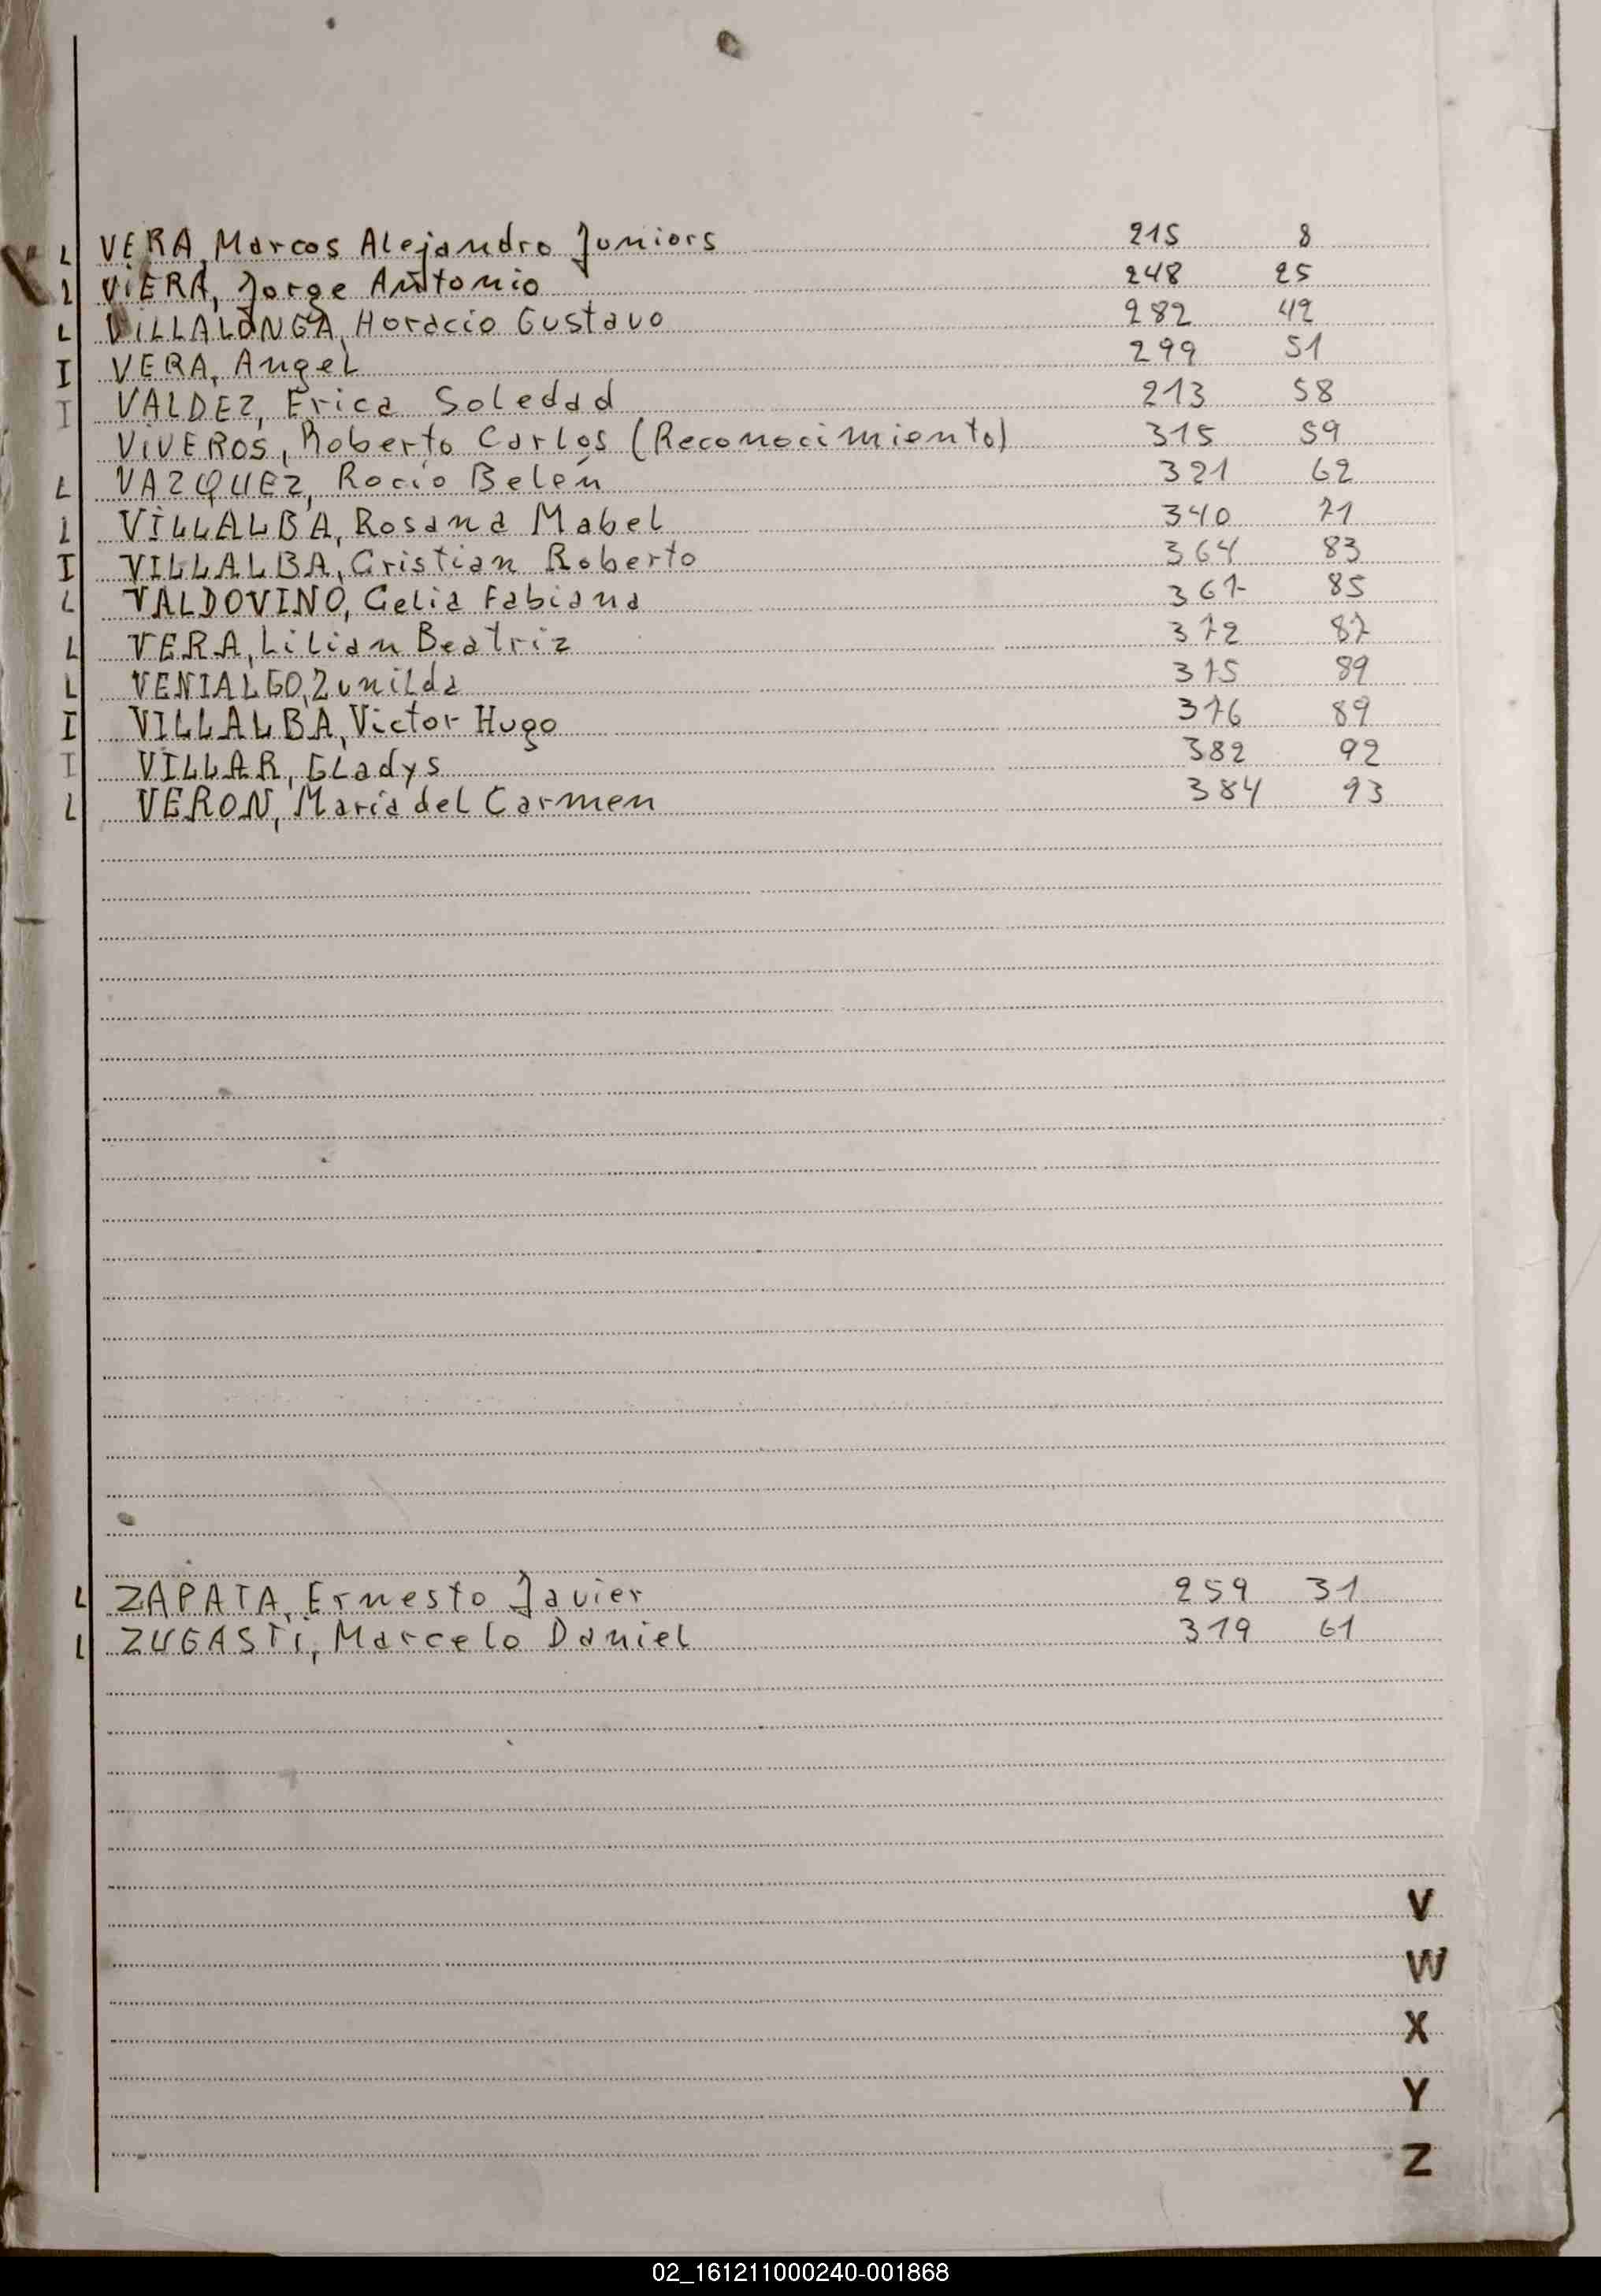 L VERA, Marcos Alejandro Juniors 215 8
L VIERA, Jorge Antonio 248 25
L VILLALONGA, Horacio Gustavo 282 42
I VERA, Angel 299 51
I VALDEZ, Erica Soledad 213 58
VIVEROS, Roberto Carlos (Reconocimiento) 315 59
L VAZQUEZ, Rocío Belén 321 62
L VILLALBA, Rosana Mabel 340 71
I VILLALBA, Cristian Roberto 364 83
L VALDOVINO, Celia Fabiana 367 85
L VERA, Lilian Beatriz 372 87
L VENIALGO, Zunilda 375 89
I VILLALBA, Victor Hugo 376 89
I VILLAR, Gladys 382 92
L VERON, María del Carmen 384 93
L ZAPATA, Ernesto Javier 259 31
L ZUGASTI, Marcelo Daniel 319 61
V
W
X
Y
Z
02_161211000240-001868